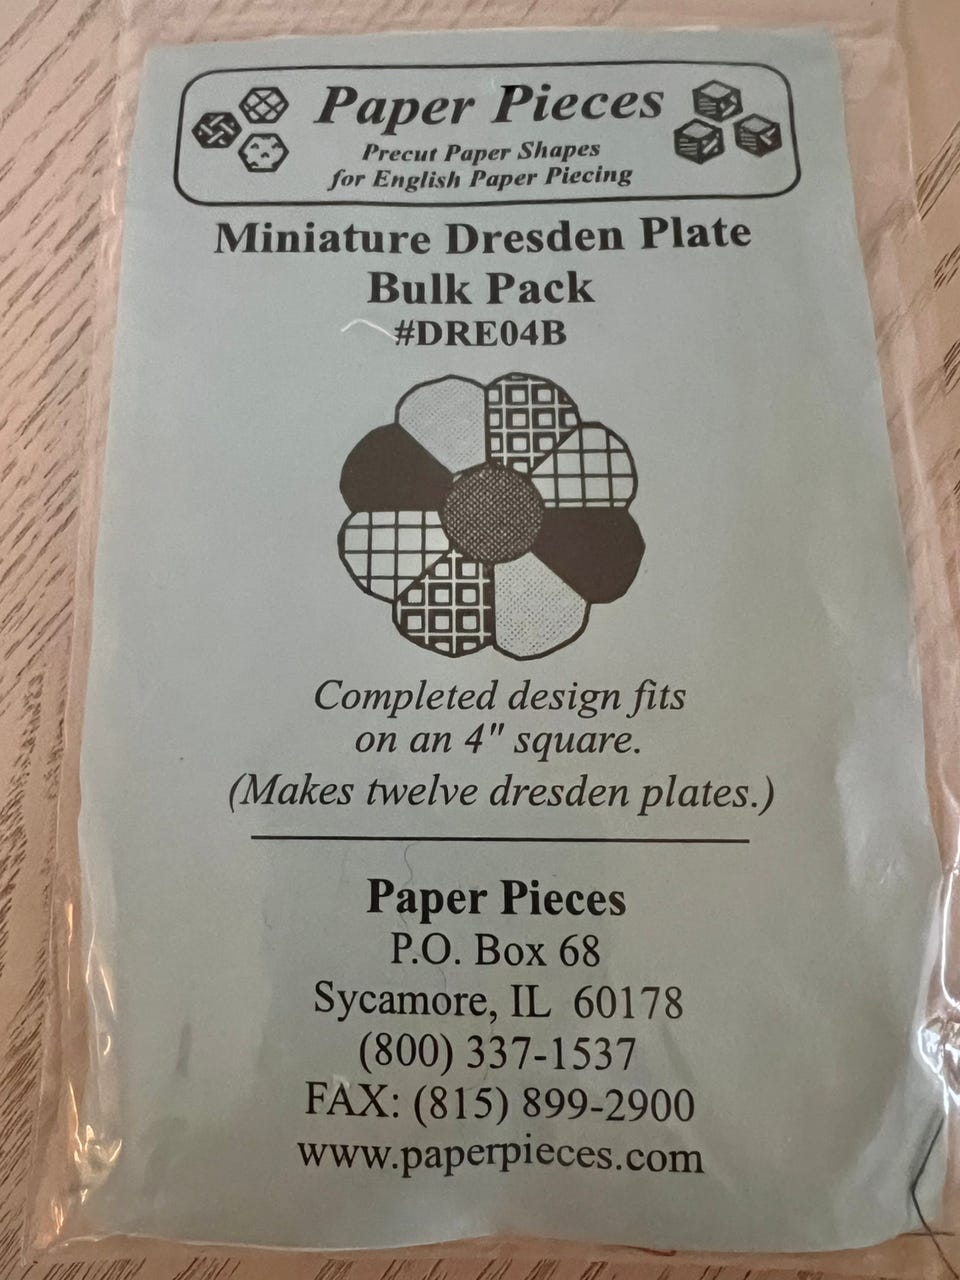 Paper Pieces
Precut Paper Shapes
for English Paper Piecing
Miniature Dresden Plate
Bulk Pack
#DRE04B
Completed design fits
on an 4" square.
(Makes twelve dresden plates.)
Paper Pieces
P.O. Box 68
Sycamore, IL 60178
(800) 337-1537
FAX: (815) 899-2900
www.paperpieces.com